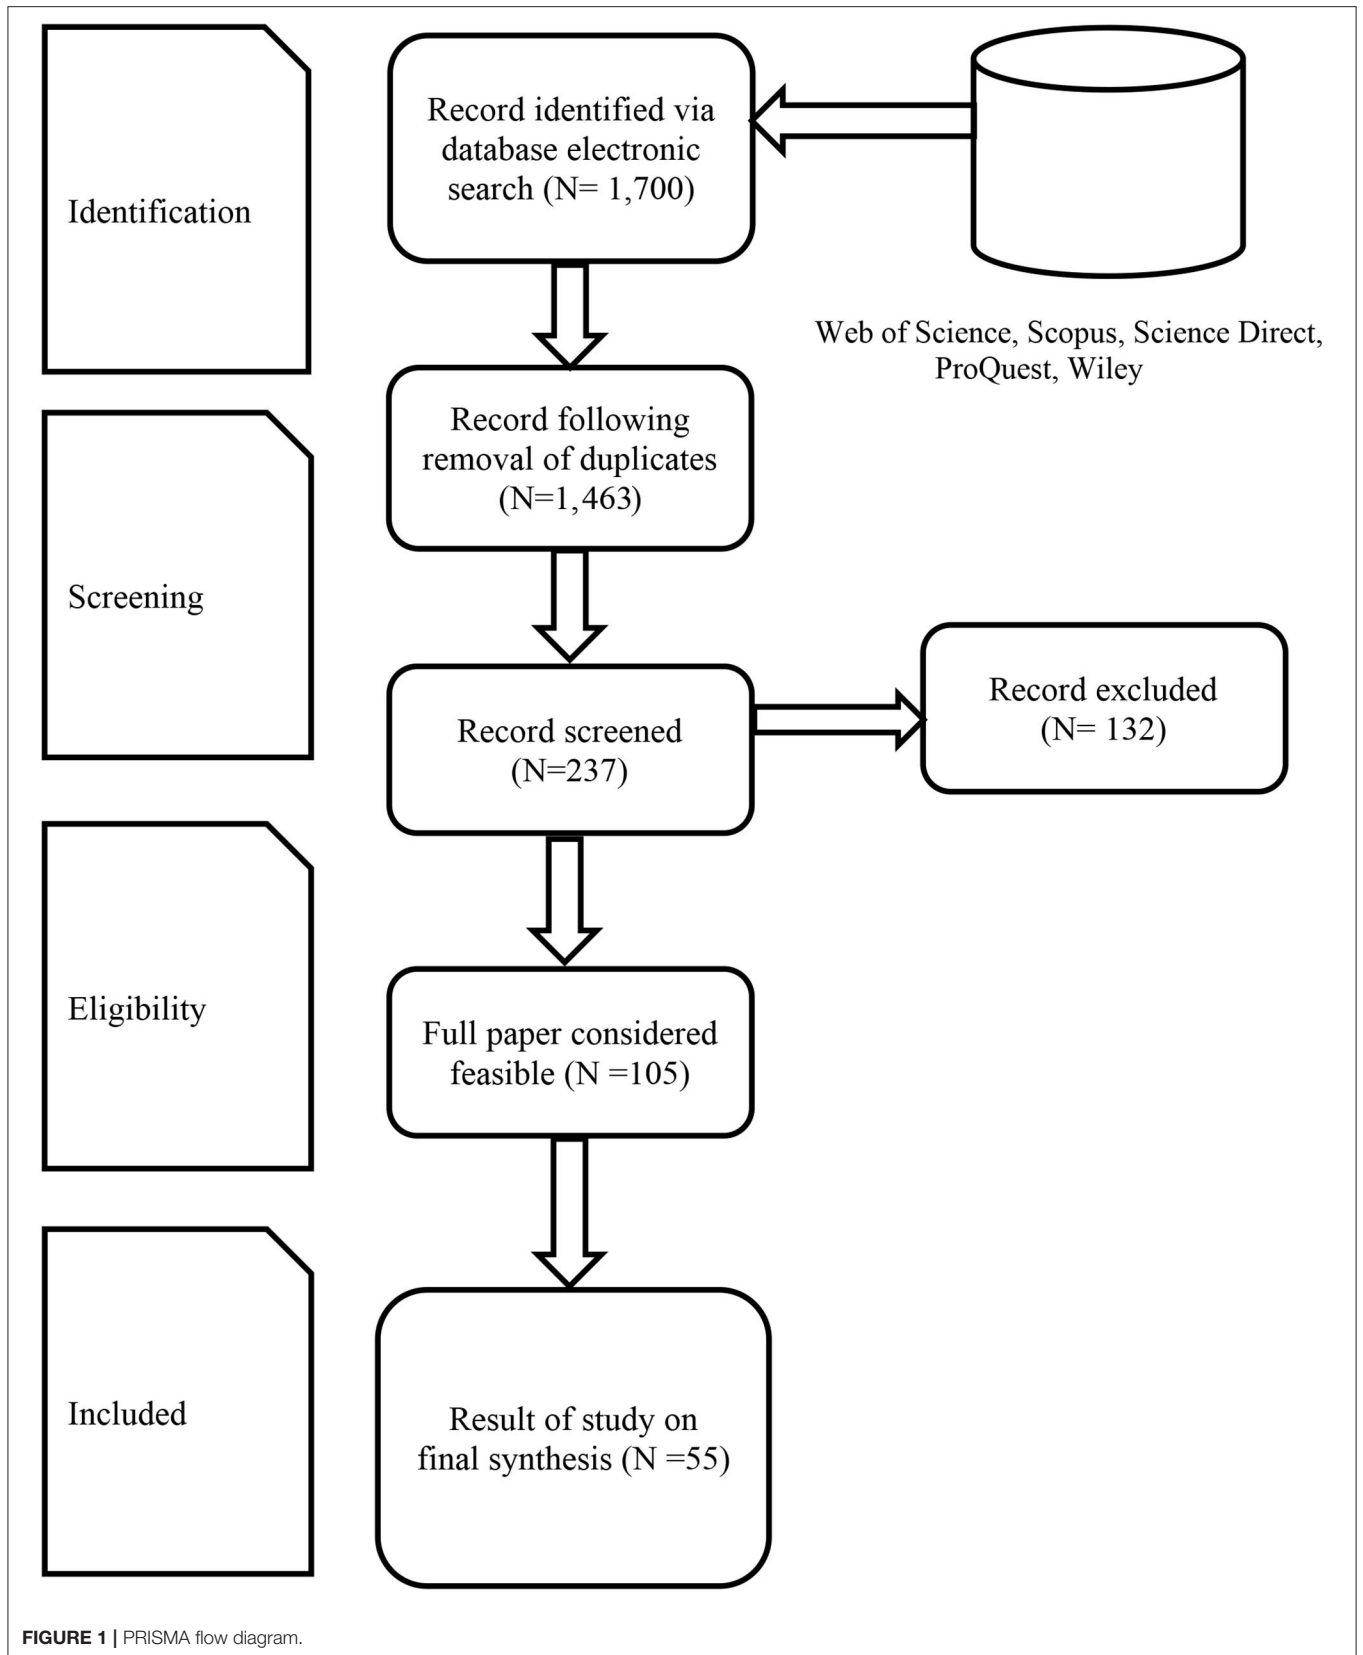 Identification
Record identified via
database electronic
search (N= 1,700)
Web of Science, Scopus, Science Direct,
ProQuest, Wiley
Screening
Record following
removal of duplicates
(N=1,463)
Record screened
(N=237)
Record excluded
(N= 132)
Eligibility
Full paper considered
feasible (N =105)
Included
Result of study on
final synthesis (N =55)
FIGURE 1 | PRISMA flow diagram.